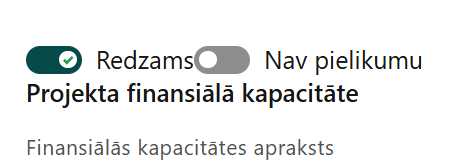 Redzams Nav pielikumu
Projekta finansiālā kapacitāte
Finansiālās kapacitātes apraksts